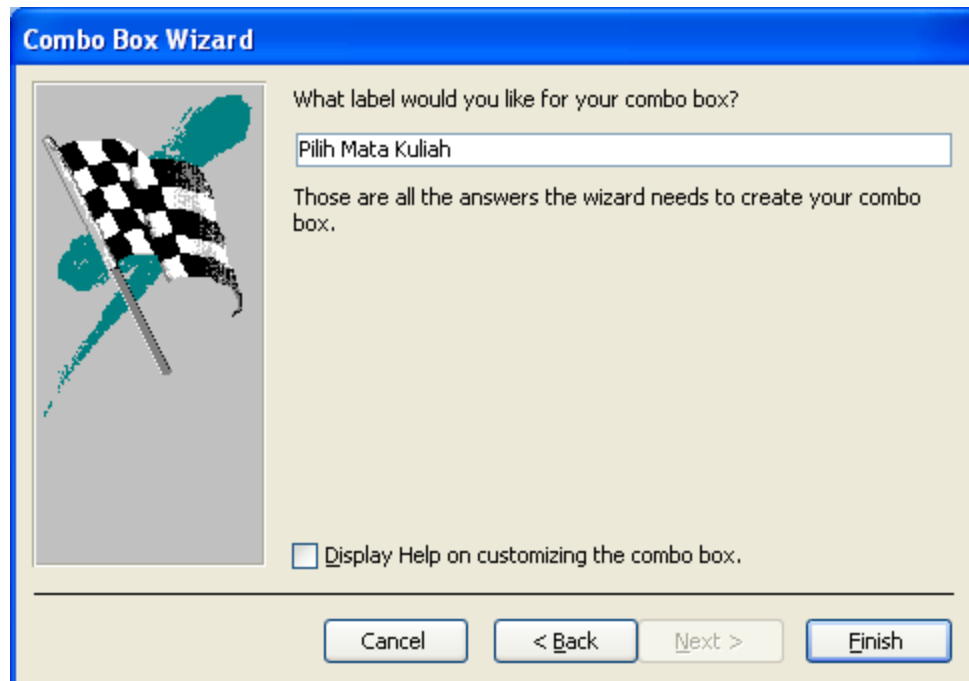 Combo Box Wizard
What label would you like for your combo box?
Pilih Mata Kuliah
Those are all the answers the wizard needs to create your combo
box.
Display Help on customizing the combo box.
Cancel
< Back
Next >
Finish